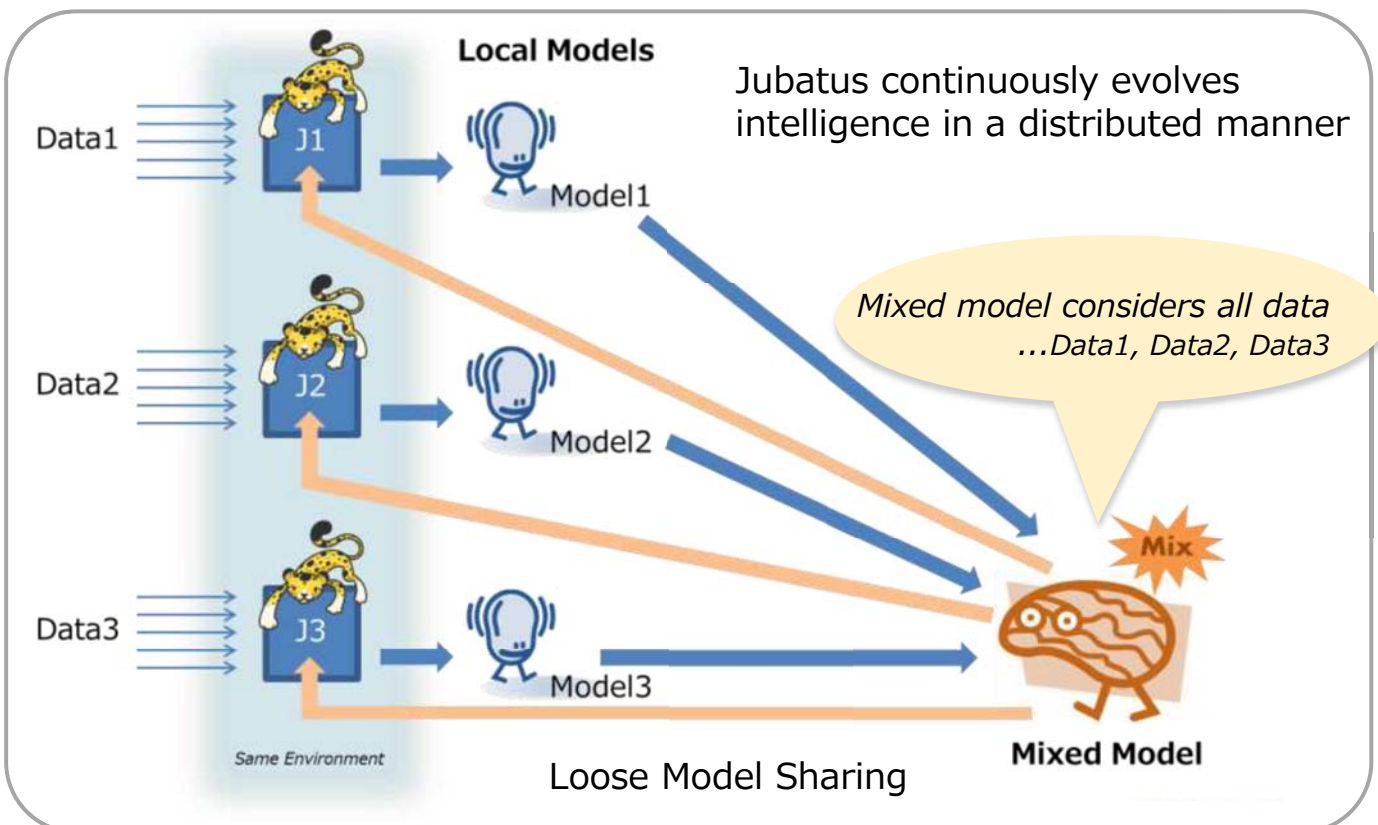 Local Models
Jubatus continuously evolves
intelligence in a distributed manner
Data1
J1
Model1
Mixed model considers all data
...Data1, Data2, Data3
Data2
J2
Model2
Mix
Data3
J3
Model3
Same Environment
Loose Model Sharing
Mixed Model